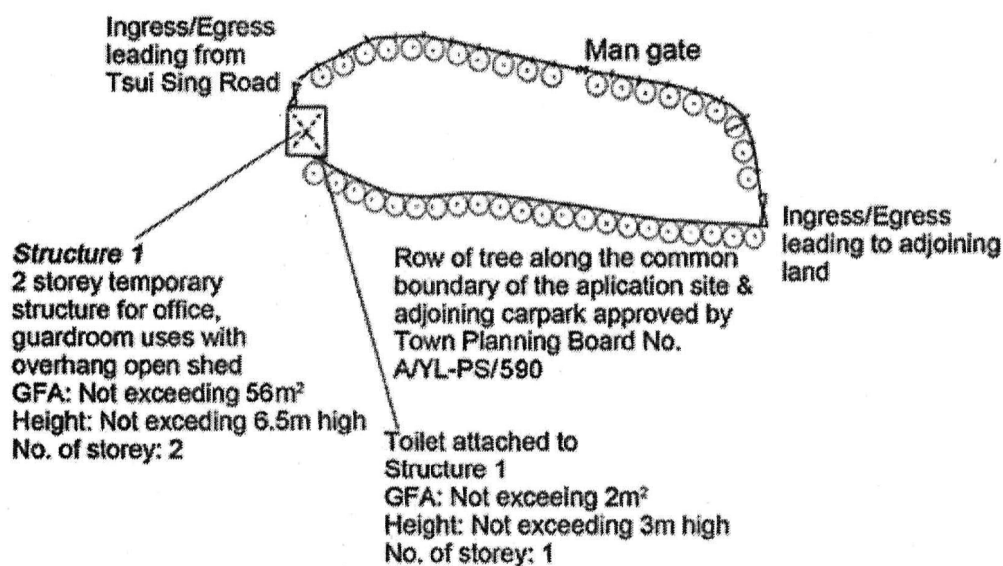 Ingress/Egress
leading from
Tsui Sing Road
Man gate
Ingress/Egress
leading to adjoining
land
Structure 1
2 storey temporary
structure for office,
guardroom uses with
overhang open shed
GFA: Not exceeding 56m²
Height: Not exceding 6.5m high
No. of storey: 2
Row of tree along the common
boundary of the aplication site &
adjoining carpark approved by
Town Planning Board No.
A/YL-PS/590
Toilet attached to
Structure 1
GFA: Not exceeing 2m²
Height: Not exceeding 3m high
No. of storey: 1